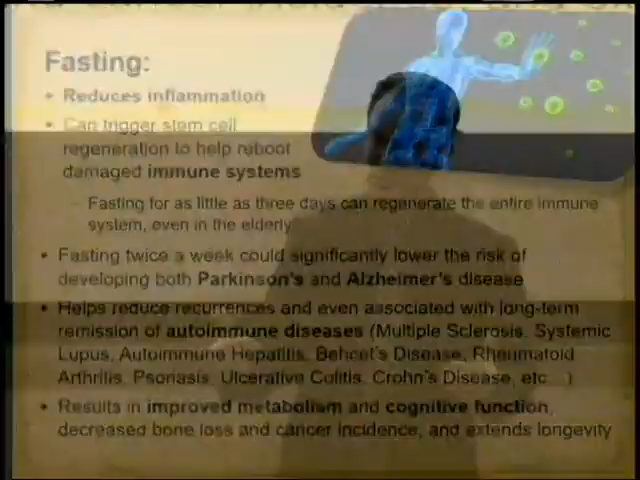 Fasting:
• Reduces inflammation
• Can trigger stem cell
regeneration to help reboot
damaged immune systems
– Fasting for as little as three days can regenerate the entire immune
system, even in the elderly
• Fasting twice a week could significantly lower the risk of
developing both Parkinson's and Alzheimer's disease
• Helps reduce recurrences and even associated with long-term
remission of autoimmune diseases (Multiple Sclerosis, Systemic
Lupus, Autoimmune Hepatitis, Behcet's Disease, Rheumatoid
Arthritis, Psoriasis, Ulcerative Colitis, Crohn's Disease, etc...)
• Results in improved metabolism and cognitive function,
decreased bone loss and cancer incidence, and extends longevity